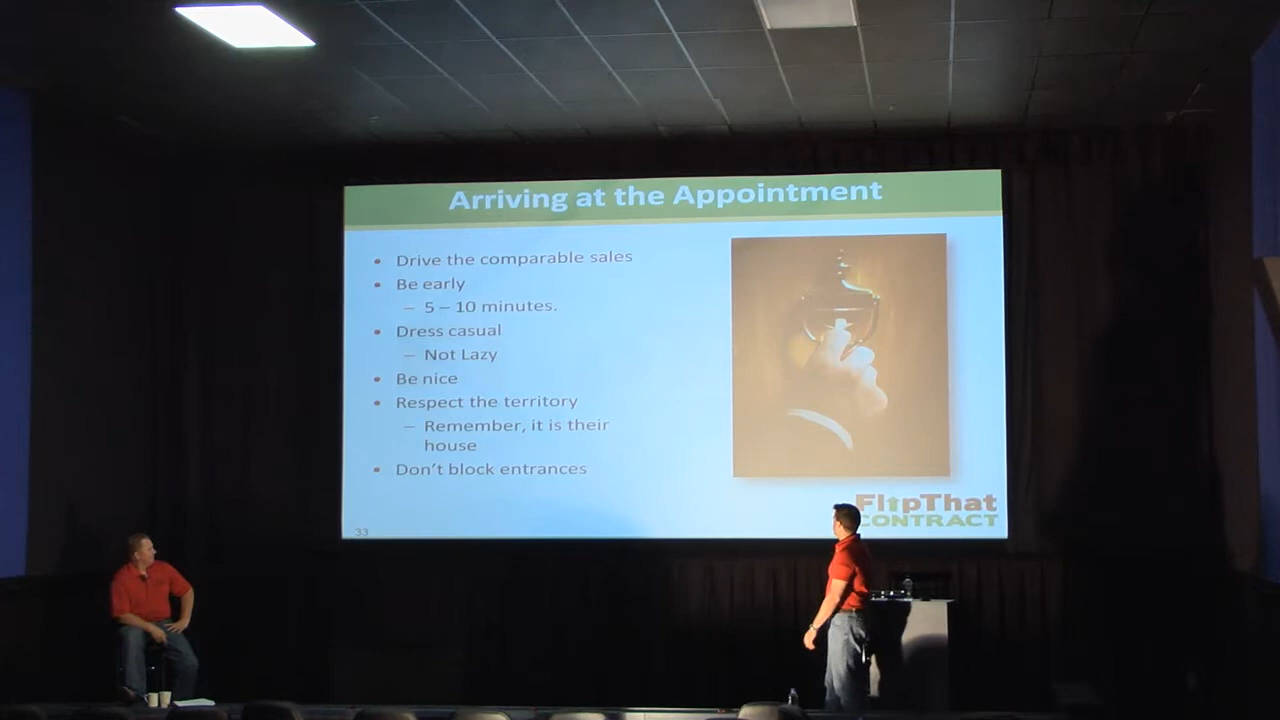 Arriving at the Appointment
• Drive the comparable sales
• Be early
– 5 – 10 minutes.
• Dress casual
– Not Lazy
• Be nice
• Respect the territory
– Remember, it is their
house
• Don't block entrances
FlipThat
CONTRACT
33